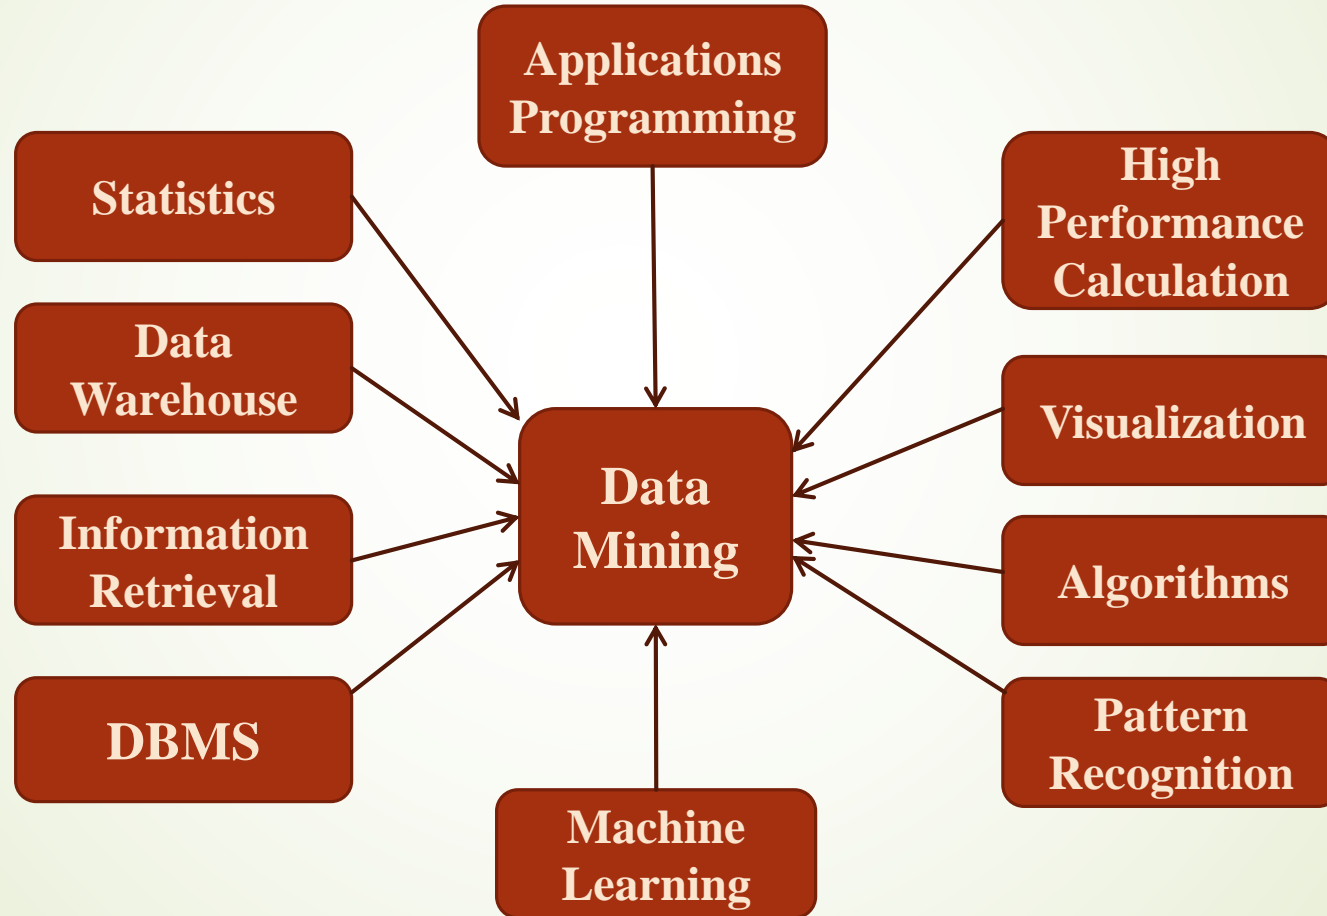 Applications
Programming
Statistics
High
Performance
Calculation
Data
Warehouse
Visualization
Data
Mining
Information
Retrieval
Algorithms
DBMS
Pattern
Recognition
Machine
Learning